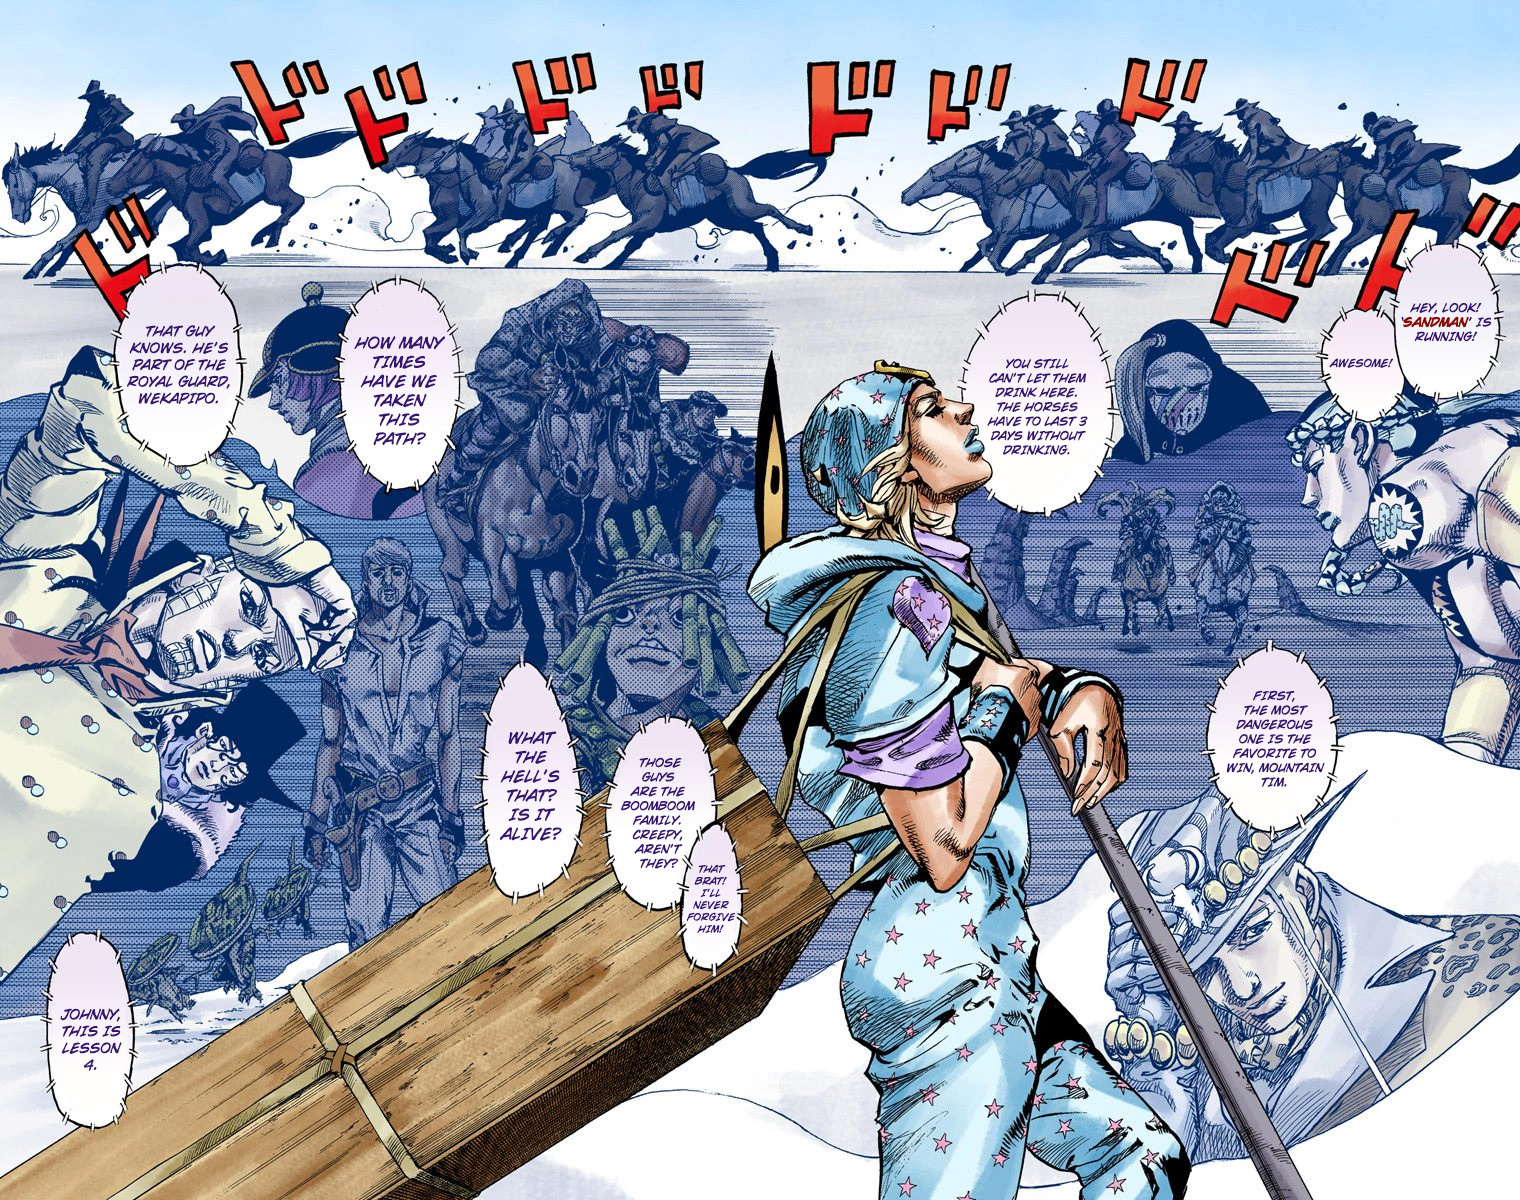 ド
ド
ド
ド
ド
ド
ド
ド
ド
HEY, LOOK!
'SANDMAN' IS
RUNNING!
AWESOME!
YOU STILL
CAN'T LET THEM
DRINK HERE.
THE HORSES
HAVE TO LAST 3
DAYS WITHOUT
DRINKING.
FIRST,
THE MOST
DANGEROUS
ONE IS THE
FAVORITE TO
WIN, MOUNTAIN
TIM.
HOW MANY
TIMES
HAVE WE
TAKEN
THIS
PATH?
THOSE
GUYS
ARE THE
BOOMBOOM
FAMILY.
CREEPY,
AREN'T
THEY?
THAT
BRAT!
I'LL
NEVER
FORGIVE
HIM!
WHAT
THE
HELL'S
THAT?
IS IT
ALIVE?
ド
THAT GUY
KNOWS. HE'S
PART OF THE
ROYAL GUARD,
WEKAPIPO.
JOHNNY,
THIS IS
LESSON
4.